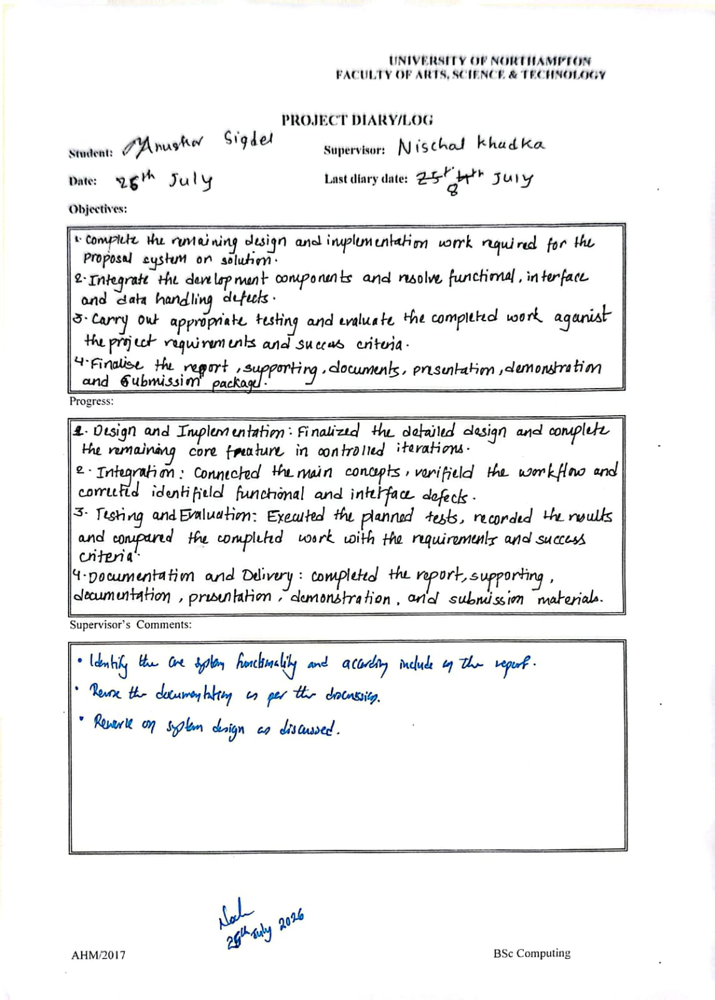 UNIVERSITY OF NORTHAMPTON
FACULTY OF ARTS, SCIENCE & TECHNOLOGY
PROJECT DIARY/LOG
Student: Anushar Sigdel
Supervisor: Nischal Khadka
Date: 25th July
Last diary date: 8th July
Objectives:
1. Complete the remaining design and implementation work required for the
proposal system on solution.
2. Integrate the development components and resolve functional, interface
and data handling defects.
3. Carry out appropriate testing and evaluate the completed work aganist
the project requirements and success criteria.
4. Finalise the report, supporting, documents, presentation, demonstration
and submission package.
Progress:
1. Design and Implementation: Finalized the detailed design and complete
the remaining core freature in controlled iterations.
2. Integration: Connected the main concepts, verifield the workflow and
corrected identifield functional and interface defects.
3. Testing and Evaluation: Executed the planned tests, recorded the results
and compared the completed work with the requirements and success
criteria.
4. Documentation and Delivery: completed the report, supporting,
documentation, presentation, demonstration, and submission materials.
Supervisor's Comments:
• Identify the core system functionality and according include in the report.
• Revise the documentation as per the discussion.
• Rework on system design as discussed.
25th July 2026
AHM/2017
BSc Computing